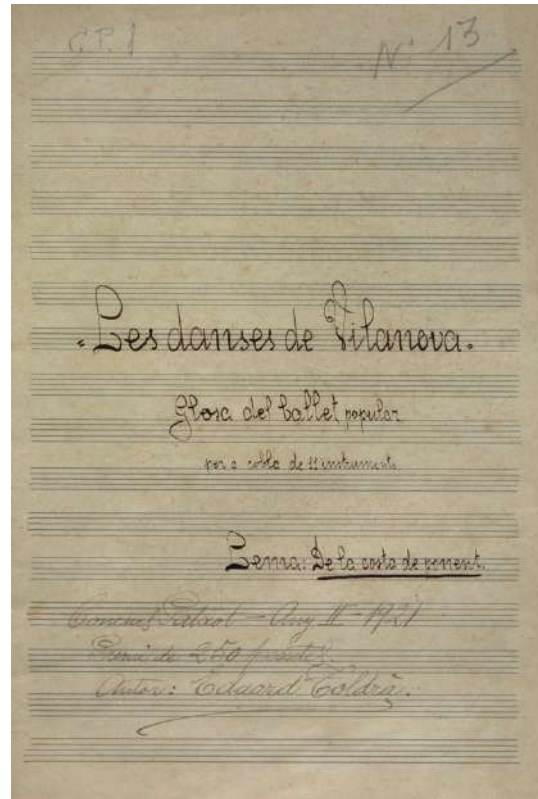 C.P. 1
Nº 13
"Les danses de Vilanova"
Glosa del ballet popular
per a cobla de 11 instruments
Lema: De la costa de ponent.
Concurs Patxot – Any II – 1921
Premi de 250 pessetes
Autor: Eduard Toldrà.